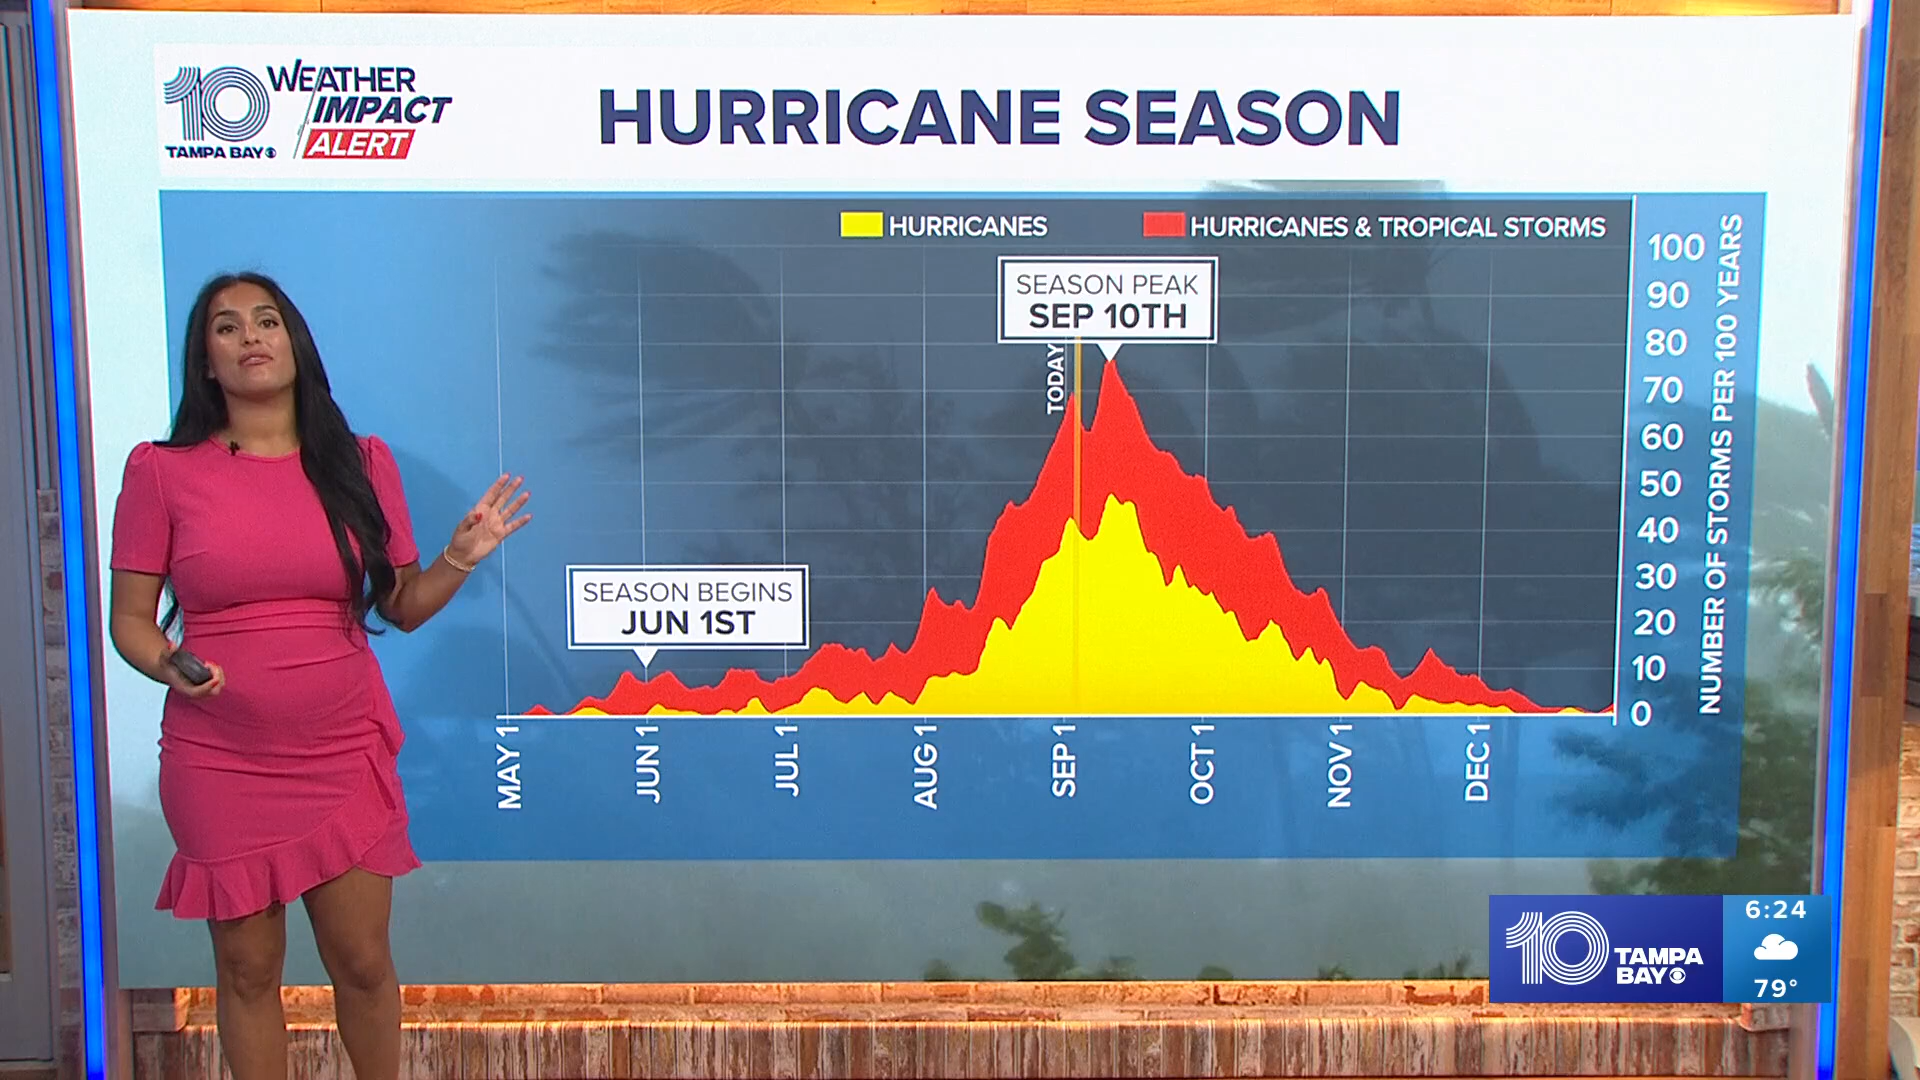 10 WEATHER
IMPACT
TAMPA BAY ALERT
HURRICANE SEASON
HURRICANES
HURRICANES & TROPICAL STORMS
SEASON PEAK
SEP 10TH
TODAY
SEASON BEGINS
JUN 1ST
100
90
80
70
60
50
40
30
20
10
0
NUMBER OF STORMS PER 100 YEARS
MAY 1
JUN 1
JUL 1
AUG 1
SEP 1
OCT 1
NOV 1
DEC 1
10 TAMPA
BAY
6:24
79°